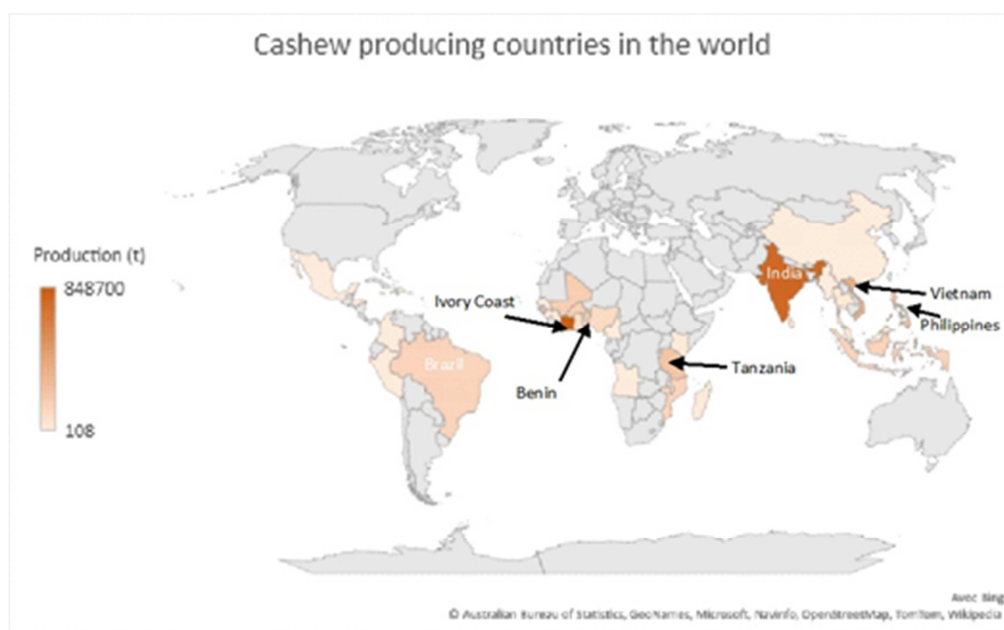 Cashew producing countries in the world
Production (t)
848700
108
India
Ivory Coast
Vietnam
Philippines
Brazil
Tanzania
Benin
Avec Bing
© Australian Bureau of Statistics, GeoNames, Microsoft, Navinfo, OpenStreetMap, TomTom, Wikipedia